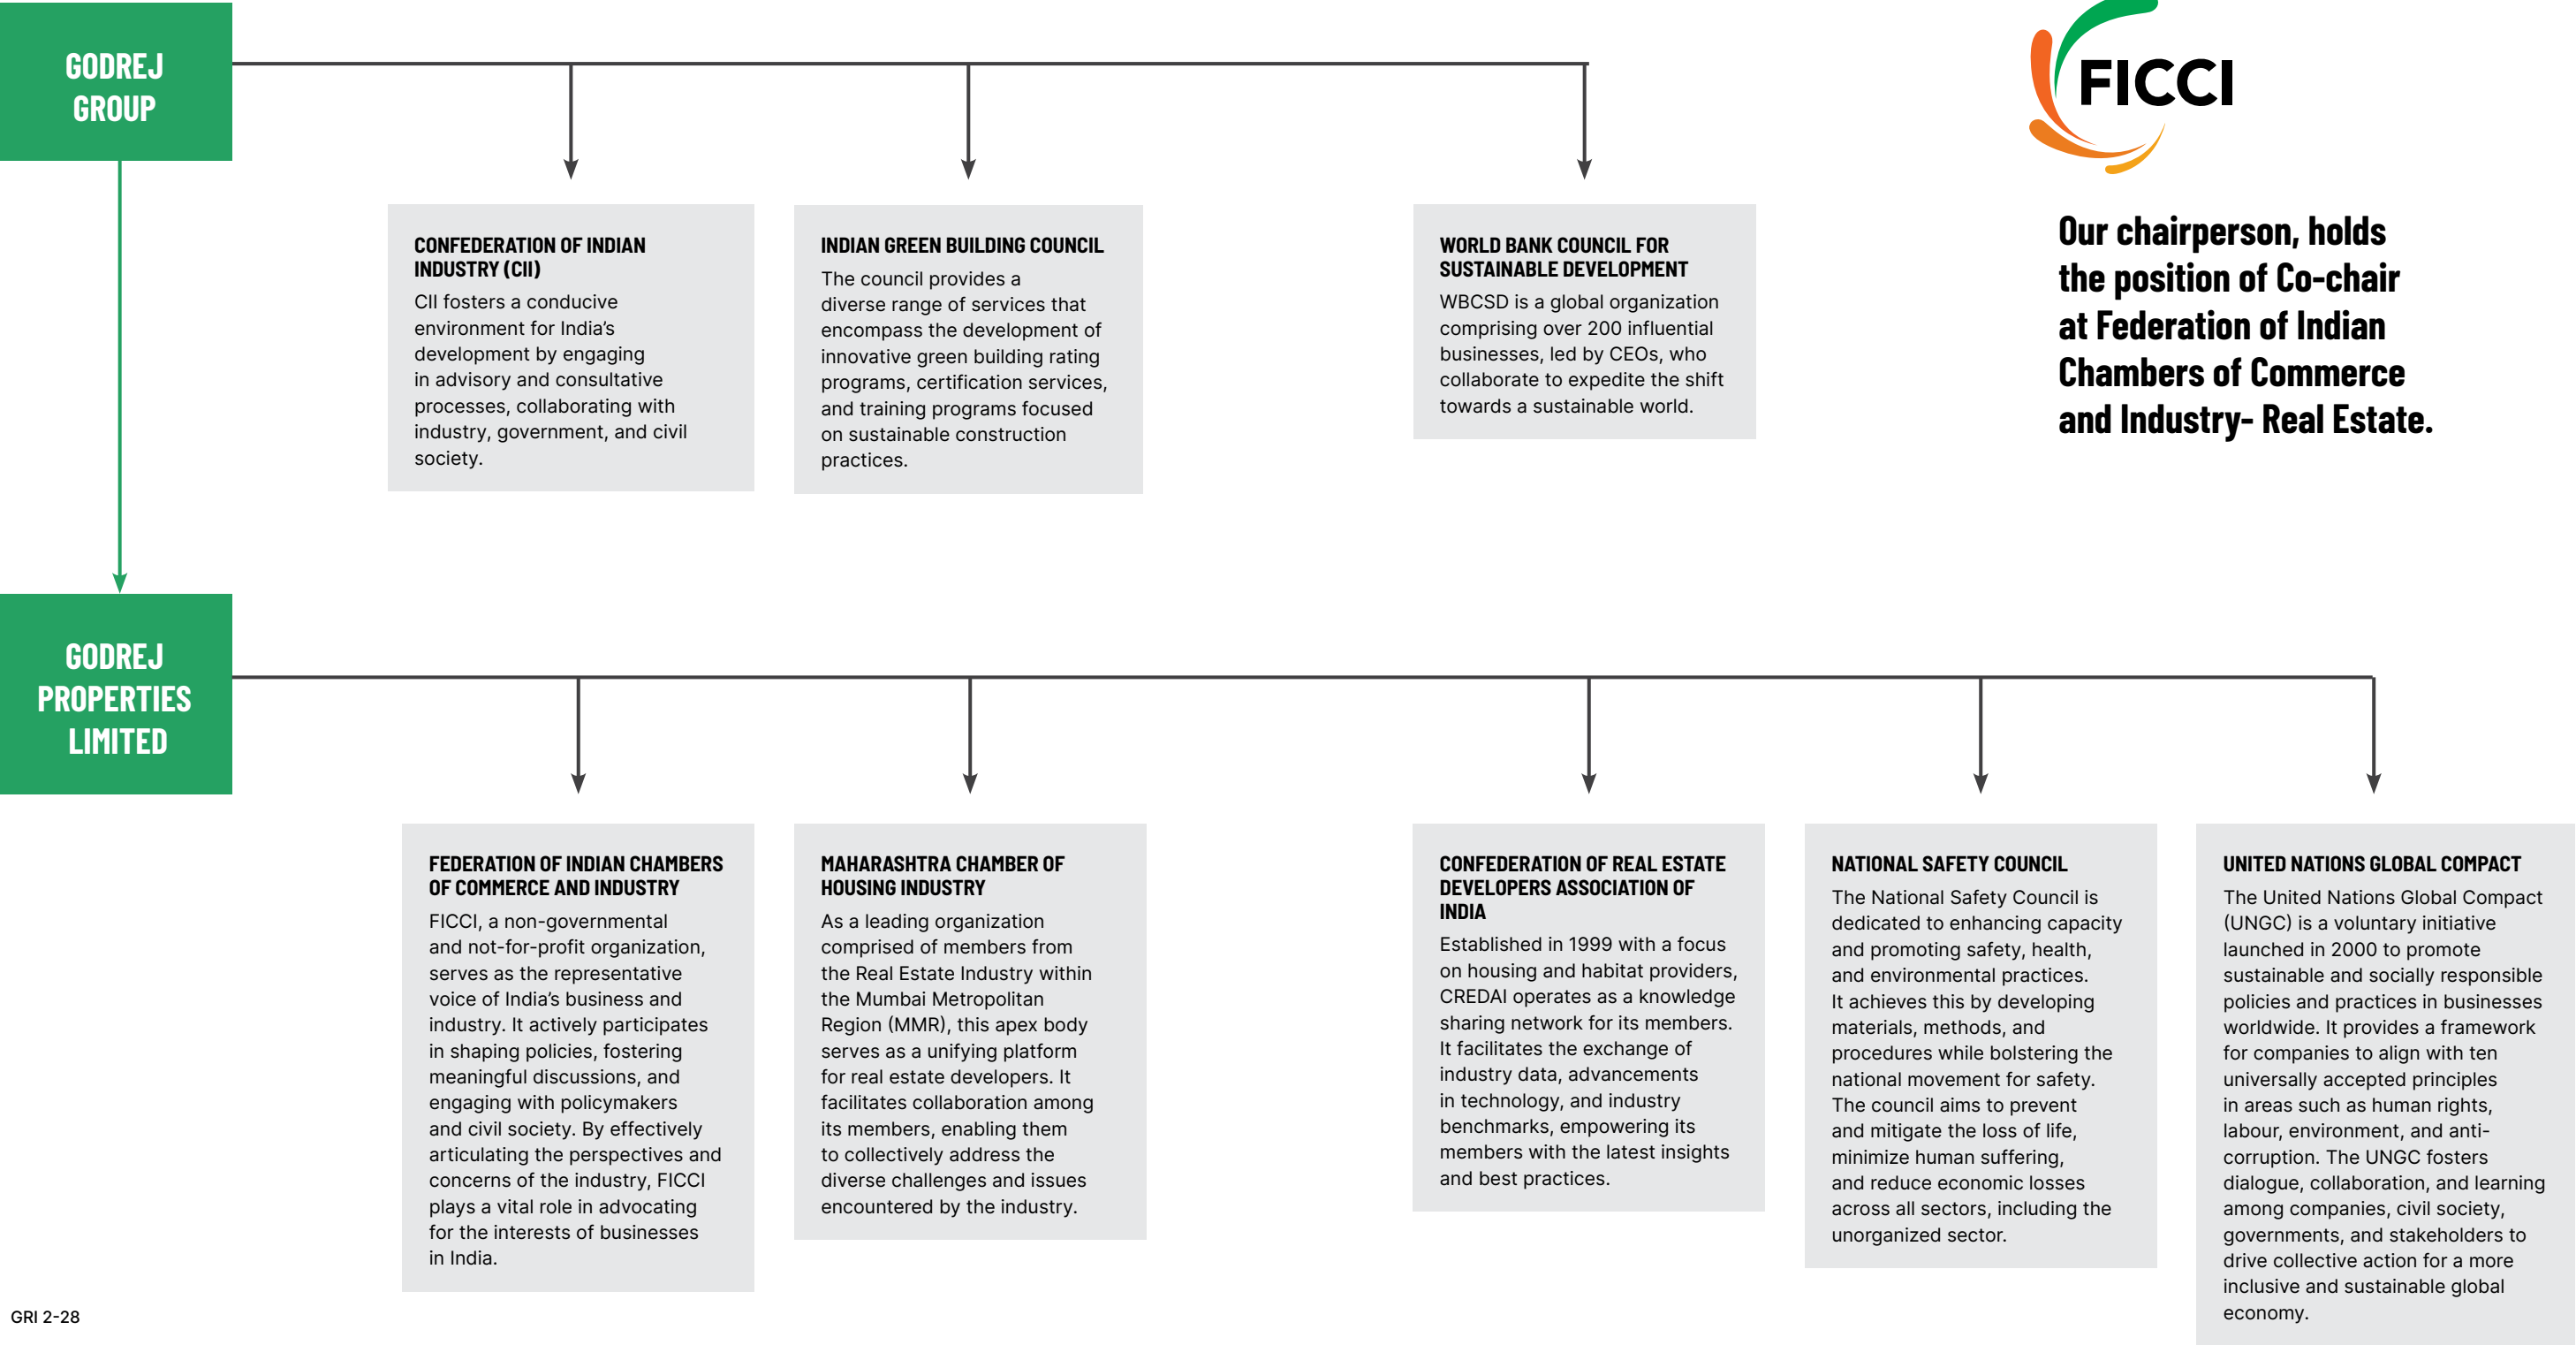 GODREJ
GROUP
FICCI
CONFEDERATION OF INDIAN
INDUSTRY (CII)
CII fosters a conducive
environment for India’s
development by engaging
in advisory and consultative
processes, collaborating with
industry, government, and civil
society.
INDIAN GREEN BUILDING COUNCIL
The council provides a
diverse range of services that
encompass the development of
innovative green building rating
programs, certification services,
and training programs focused
on sustainable construction
practices.
WORLD BANK COUNCIL FOR
SUSTAINABLE DEVELOPMENT
WBCSD is a global organization
comprising over 200 influential
businesses, led by CEOs, who
collaborate to expedite the shift
towards a sustainable world.
Our chairperson, holds
the position of Co-chair
at Federation of Indian
Chambers of Commerce
and Industry- Real Estate.
GODREJ
PROPERTIES
LIMITED
FEDERATION OF INDIAN CHAMBERS
OF COMMERCE AND INDUSTRY
FICCI, a non-governmental
and not-for-profit organization,
serves as the representative
voice of India’s business and
industry. It actively participates
in shaping policies, fostering
meaningful discussions, and
engaging with policymakers
and civil society. By effectively
articulating the perspectives and
concerns of the industry, FICCI
plays a vital role in advocating
for the interests of businesses
in India.
MAHARASHTRA CHAMBER OF
HOUSING INDUSTRY
As a leading organization
comprised of members from
the Real Estate Industry within
the Mumbai Metropolitan
Region (MMR), this apex body
serves as a unifying platform
for real estate developers. It
facilitates collaboration among
its members, enabling them
to collectively address the
diverse challenges and issues
encountered by the industry.
CONFEDERATION OF REAL ESTATE
DEVELOPERS ASSOCIATION OF
INDIA
Established in 1999 with a focus
on housing and habitat providers,
CREDAI operates as a knowledge
sharing network for its members.
It facilitates the exchange of
industry data, advancements
in technology, and industry
benchmarks, empowering its
members with the latest insights
and best practices.
NATIONAL SAFETY COUNCIL
The National Safety Council is
dedicated to enhancing capacity
and promoting safety, health,
and environmental practices.
It achieves this by developing
materials, methods, and
procedures while bolstering the
national movement for safety.
The council aims to prevent
and mitigate the loss of life,
minimize human suffering,
and reduce economic losses
across all sectors, including the
unorganized sector.
UNITED NATIONS GLOBAL COMPACT
The United Nations Global Compact
(UNGC) is a voluntary initiative
launched in 2000 to promote
sustainable and socially responsible
policies and practices in businesses
worldwide. It provides a framework
for companies to align with ten
universally accepted principles
in areas such as human rights,
labour, environment, and anti-
corruption. The UNGC fosters
dialogue, collaboration, and learning
among companies, civil society,
governments, and stakeholders to
drive collective action for a more
inclusive and sustainable global
economy.
GRI 2-28